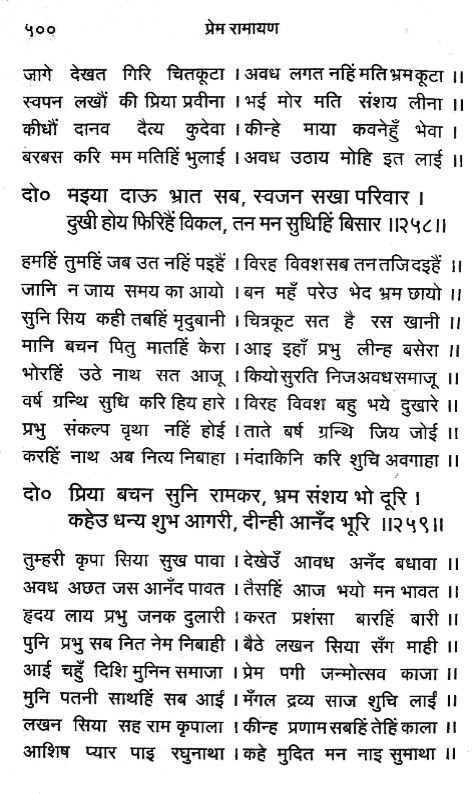 ५०० प्रेम रामायण
जागे देखत गिरि चितकूटा । अवध लगत नहिं मति भ्रमकूटा ॥
स्वपन लखौं की प्रिया प्रवीना । भई मोर मति संशय लीना ॥
कीधौं दानव दैत्य कुदेवा । कीन्हे माया कवनेहुँ भेवा ।
बरबस करि मम मतिहिं भुलाई । अवध उठाय मोहि इत लाई ॥
दो० मइया दाऊ भ्रात सब, स्वजन सखा परिवार ।
दुखी होय फिरिहैं विकल, तन मन सुधिहिं बिसार ॥२५८॥
हमहिं तुमहिं जब उत नहिं पइहैं । विरह विवश सब तन तजि दइहैं ॥
जानि न जाय समय का आयो । बन महँ परेउ भेद भ्रम छायो ॥
सुनि सिय कही तबहिं मृदुबानी । चित्रकूट सत है रस खानी ॥
मानि बचन पितु मातहिं केरा । आइ इहाँ प्रभु लीन्ह बसेरा ॥
भोरहिं उठे नाथ सत आजू । कियो सुरति निज अवध समाजू ॥
वर्ष ग्रन्थि सुधि करि हिय हारे । विरह विवश बहु भये दुखारे ॥
प्रभु संकल्प वृथा नहिं होई । ताते बर्ष ग्रन्थि जिय जोई ॥
करहिं नाथ अब नित्य निबाहा । मंदाकिनि करि शुचि अवगाहा ॥
दो० प्रिया बचन सुनि रामकर, भ्रम संशय भो दूरि ।
कहेउ धन्य शुभ आगरी, दीन्ही आनँद भूरि ॥२५९॥
तुम्हरी कृपा सिया सुख पावा । देखेउँ आवध अनँद बधावा ॥
अवध अछत जस आनँद पावत । तैसहिं आज भयो मन भावत ॥
हृदय लाय प्रभु जनक दुलारी । करत प्रशंसा बारहिं बारी ॥
पुनि प्रभु सब नित नेम निबाही । बैठे लखन सिया सँग माही ॥
आई चहुँ दिशि मुनिन समाजा । प्रेम पगी जन्मोत्सव काजा ॥
मुनि पतनी साथहिं सब आईं । मँगल द्रव्य साज शुचि लाईं ॥
लखन सिया सह राम कृपाला । कीन्ह प्रणाम सबहिं तेहिं काला ॥
आशिष प्यार पाइ रघुनाथा । कहे मुदित मन नाइ सुमाथा ॥